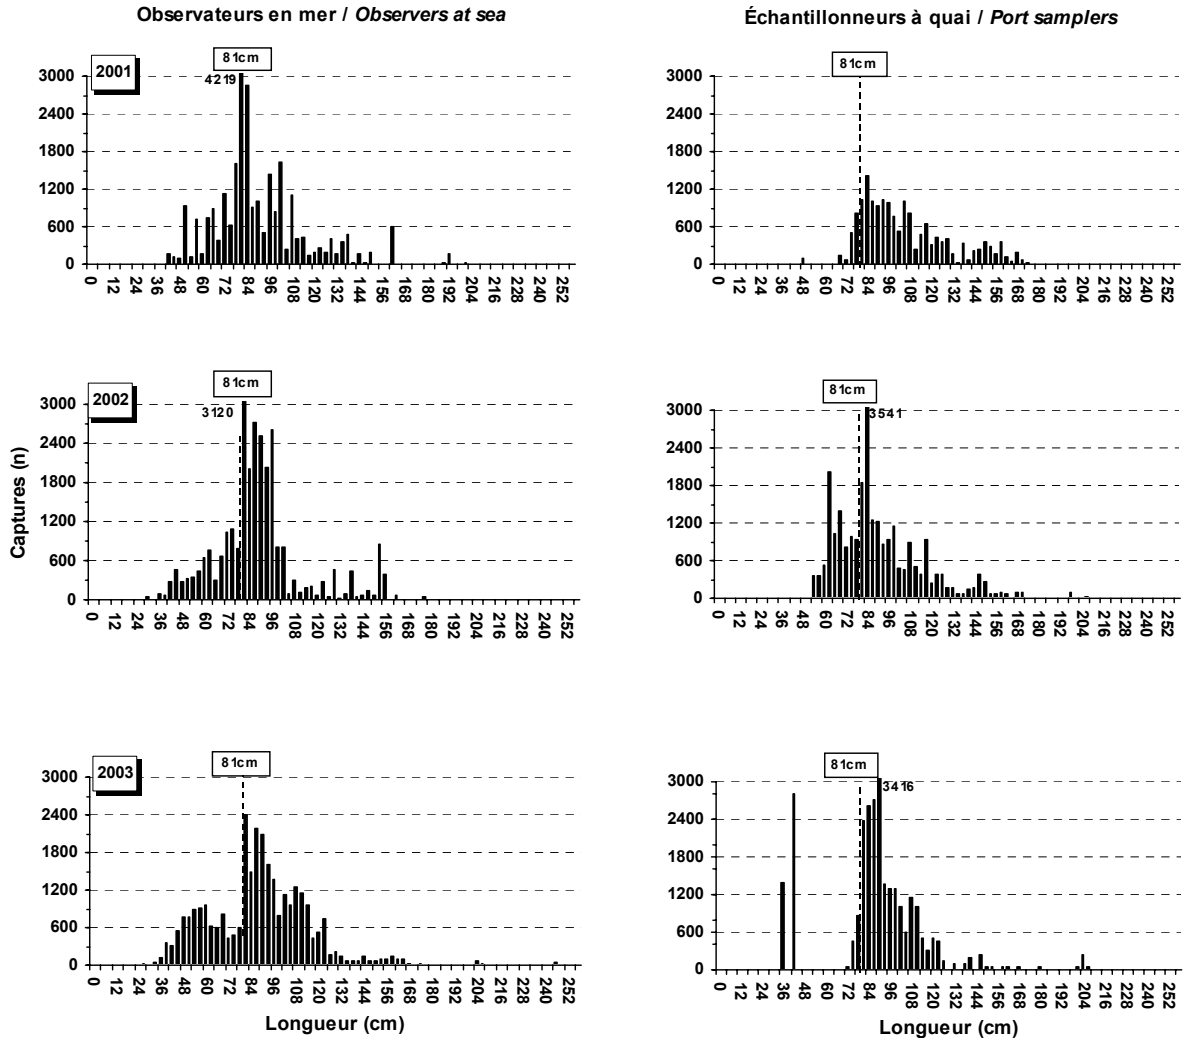 Observateurs en mer / Observers at sea
Échantillonneurs à quai / Port samplers
2001
81cm
4219
3000
2400
1800
1200
600
0
0 12 24 36 48 60 72 84 96 108 120 132 144 156 168 180 192 204 216 228 240 252
81cm
3000
2400
1800
1200
600
0
0 12 24 36 48 60 72 84 96 108 120 132 144 156 168 180 192 204 216 228 240 252
Captures (n)
2002
81cm
3120
3000
2400
1800
1200
600
0
0 12 24 36 48 60 72 84 96 108 120 132 144 156 168 180 192 204 216 228 240 252
81cm
3541
3000
2400
1800
1200
600
0
0 12 24 36 48 60 72 84 96 108 120 132 144 156 168 180 192 204 216 228 240 252
2003
81cm
3000
2400
1800
1200
600
0
0 12 24 36 48 60 72 84 96 108 120 132 144 156 168 180 192 204 216 228 240 252
Longueur (cm)
81cm
3416
3000
2400
1800
1200
600
0
0 12 24 36 48 60 72 84 96 108 120 132 144 156 168 180 192 204 216 228 240 252
Longueur (cm)